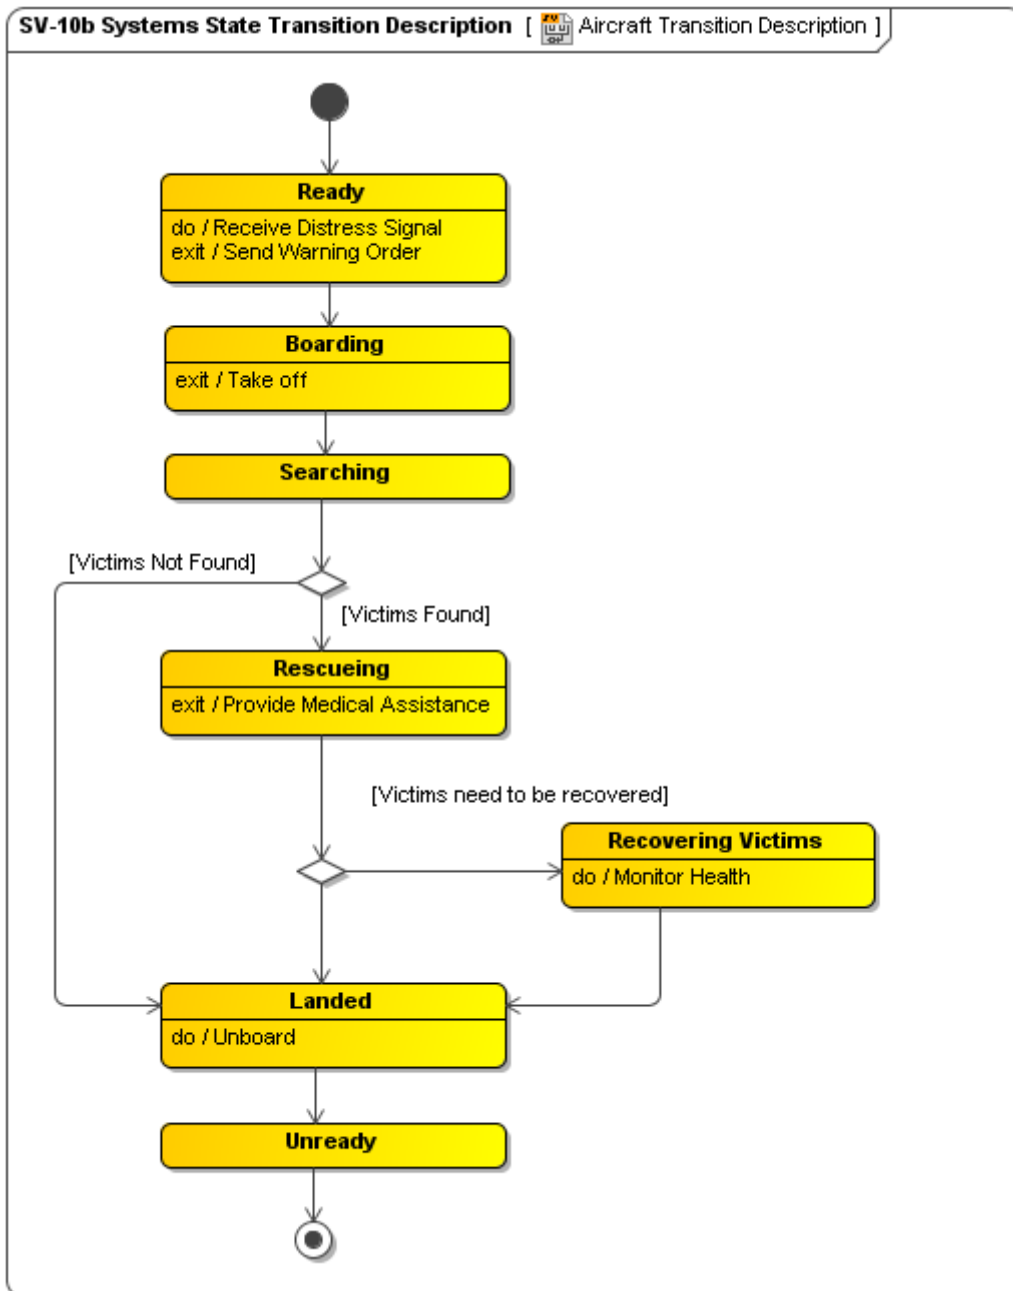 SV-10b Systems State Transition Description [ Aircraft Transition Description ]
Ready
do / Receive Distress Signal
exit / Send Warning Order
Boarding
exit / Take off
Searching
[Victims Not Found]
[Victims Found]
Rescueing
exit / Provide Medical Assistance
[Victims need to be recovered]
Recovering Victims
do / Monitor Health
Landed
do / Unboard
Unready